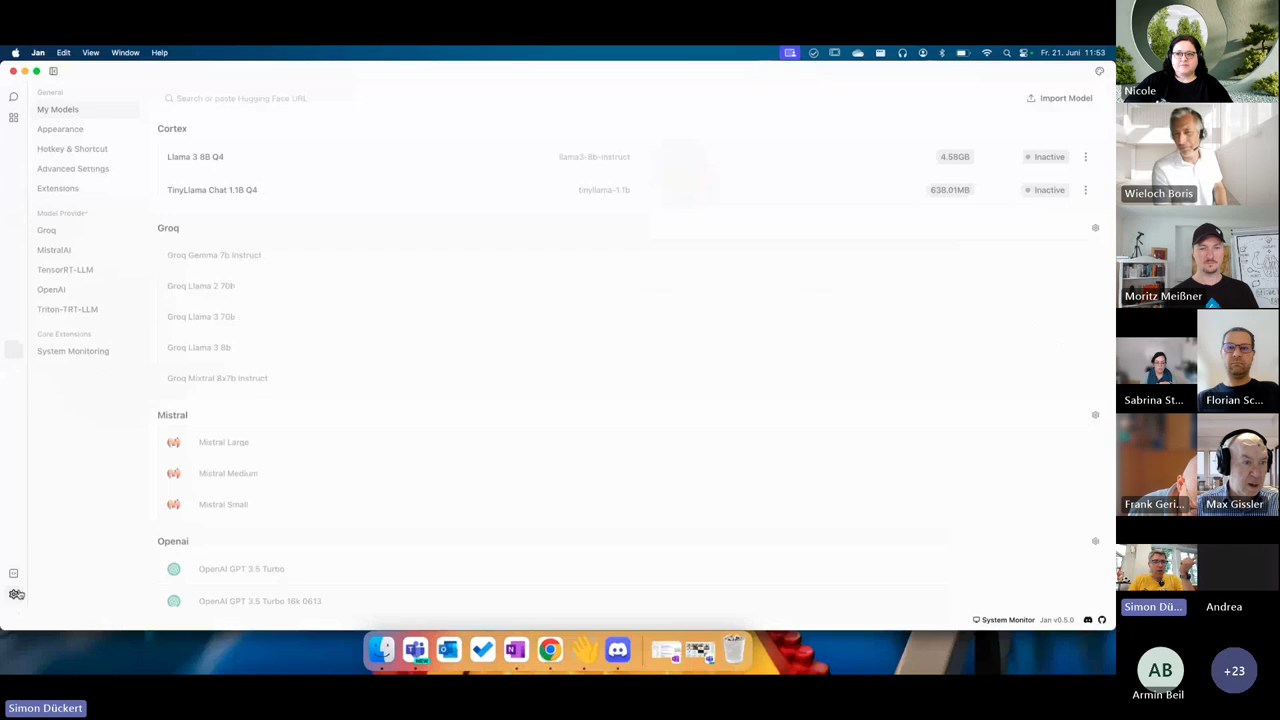 Jan Edit View Window Help
Fr. 21. Juni 11:53
General
My Models
Appearance
Hotkey & Shortcut
Advanced Settings
Extensions
Model Provider
Groq
MistralAI
TensorRT-LLM
OpenAI
Triton-TRT-LLM
Core Extensions
System Monitoring
Search or paste Hugging Face URL
Import Model
Cortex
Llama 3 8B Q4 llama3-8b-instruct 4.58GB Inactive
TinyLlama Chat 1.1B Q4 tinyllama-1.1b 638.01MB Inactive
Groq
Groq Gemma 7b Instruct
Groq Llama 2 70b
Groq Llama 3 70b
Groq Llama 3 8b
Groq Mixtral 8x7b Instruct
Mistral
Mistral Large
Mistral Medium
Mistral Small
Openai
OpenAI GPT 3.5 Turbo
OpenAI GPT 3.5 Turbo 16k 0613
System Monitor Jan v0.5.0
NEW
Simon Dückert
Nicole
Wieloch Boris
Moritz Meißner
Sabrina St... Florian Sc...
Frank Geri... Max Gissler
Simon Dü... Andrea
AB +23
Armin Beil